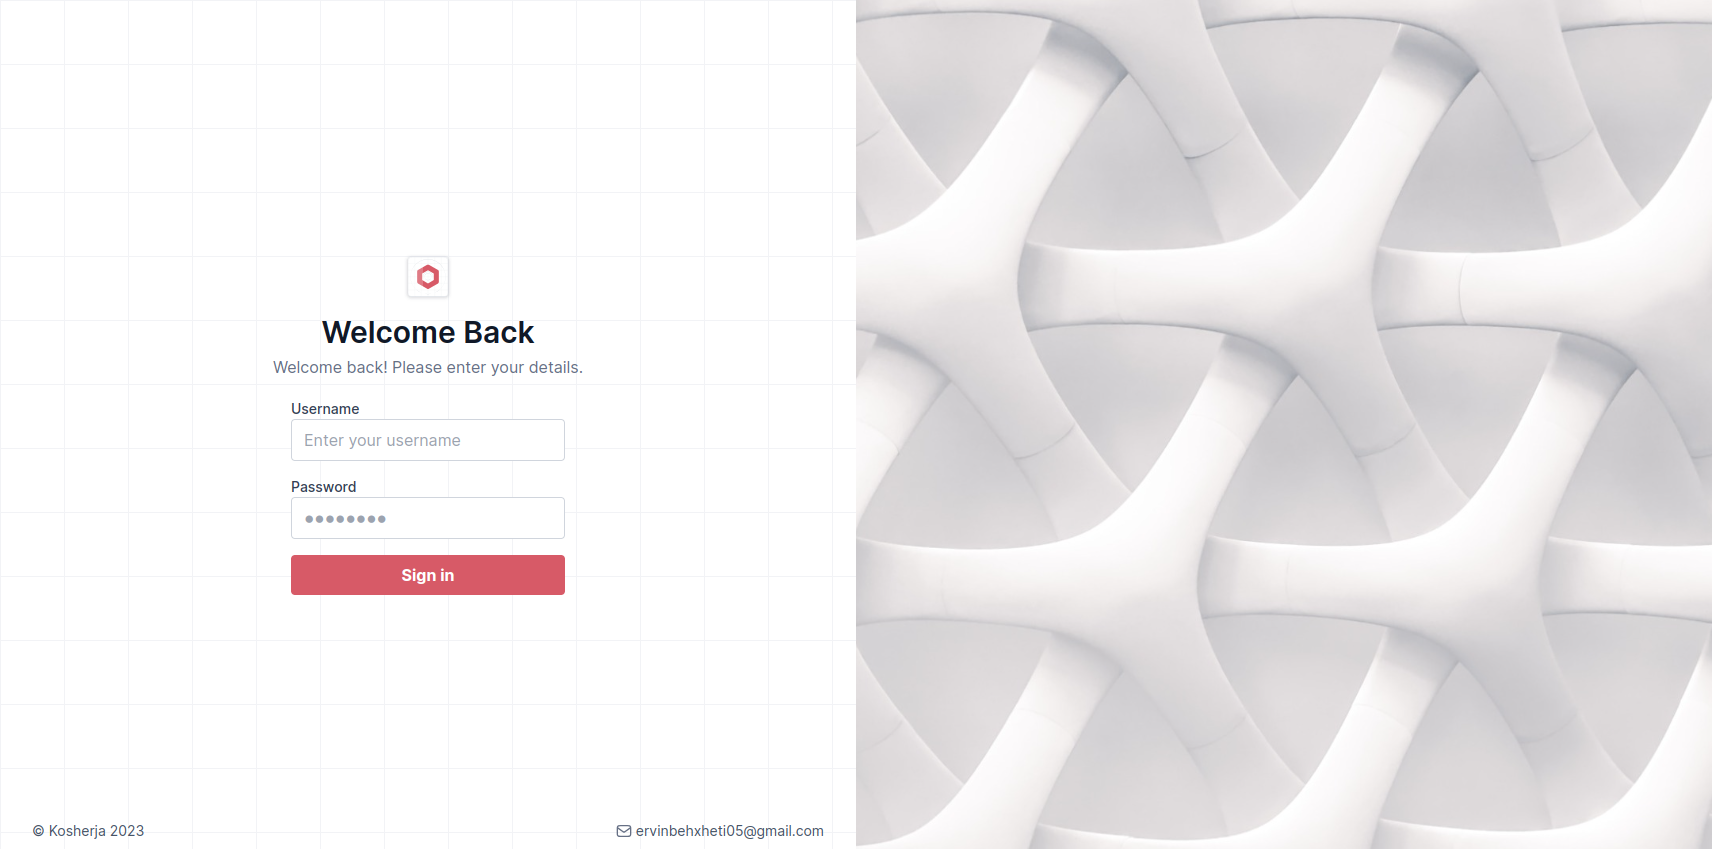 Welcome Back
Welcome back! Please enter your details.
Username
Enter your username
Password
●●●●●●●●
Sign in
© Kosherja 2023
ervinbehxheti05@gmail.com